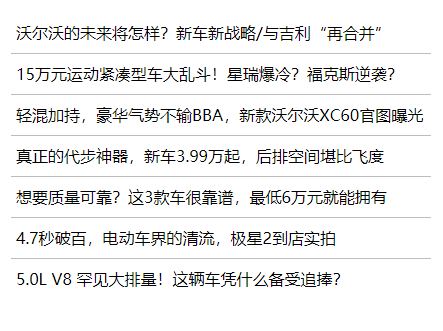 沃尔沃的未来将怎样？新车新战略/与吉利“再合并”
15万元运动紧凑型车大乱斗！星瑞爆冷？福克斯逆袭？
轻混加持，豪华气势不输BBA，新款沃尔沃XC60官图曝光
真正的代步神器，新车3.99万起，后排空间堪比飞度
想要质量可靠？这3款车很靠谱，最低6万元就能拥有
4.7秒破百，电动车界的清流，极星2到店实拍
5.0L V8 罕见大排量！这辆车凭什么备受追捧？